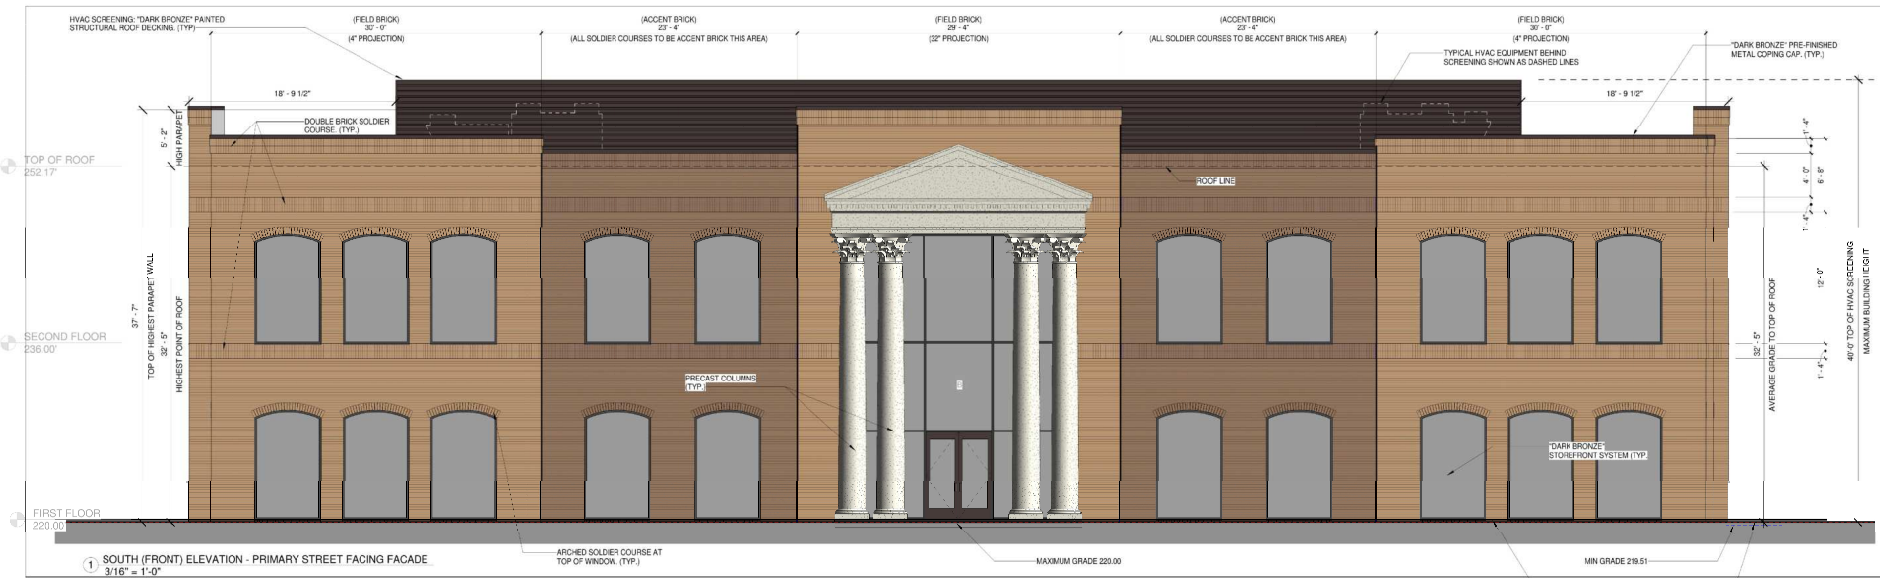 HVAC SCREENING: "DARK BRONZE" PAINTED
STRUCTURAL ROOF DECKING. (TYP)
(FIELD BRICK)
30' - 0"
(4" PROJECTION)
(ACCENT BRICK)
23' - 4"
(ALL SOLDIER COURSES TO BE ACCENT BRICK THIS AREA)
(FIELD BRICK)
29' - 4"
(32" PROJECTION)
(ACCENT BRICK)
23' - 4"
(ALL SOLDIER COURSES TO BE ACCENT BRICK THIS AREA)
(FIELD BRICK)
30' - 0"
(4" PROJECTION)
TYPICAL HVAC EQUIPMENT BEHIND
SCREENING SHOWN AS DASHED LINES
"DARK BRONZE" PRE-FINISHED
METAL COPING CAP. (TYP.)
18' - 9 1/2"
18' - 9 1/2"
DOUBLE BRICK SOLDIER
COURSE. (TYP.)
5' - 2"
HIGH PARAPET
TOP OF ROOF
252.17'
ROOF LINE
1' - 4"
4' - 0"
6' - 8"
1' - 4"
12' - 0"
1' - 4"
37' - 7"
TOP OF HIGHEST PARAPET WALL
32' - 5"
HIGHEST POINT OF ROOF
32' - 5"
AVERAGE GRADE TO TOP OF ROOF
40'-0" TOP OF HVAC SCREENING
MAXIMUM BUILDING HEIGHT
SECOND FLOOR
236.00'
PRECAST COLUMNS
(TYP.)
"DARK BRONZE"
STOREFRONT SYSTEM (TYP.
FIRST FLOOR
220.00
1
SOUTH (FRONT) ELEVATION - PRIMARY STREET FACING FACADE
3/16" = 1'-0"
ARCHED SOLDIER COURSE AT
TOP OF WINDOW. (TYP.)
MAXIMUM GRADE 220.00
MIN GRADE 219.51